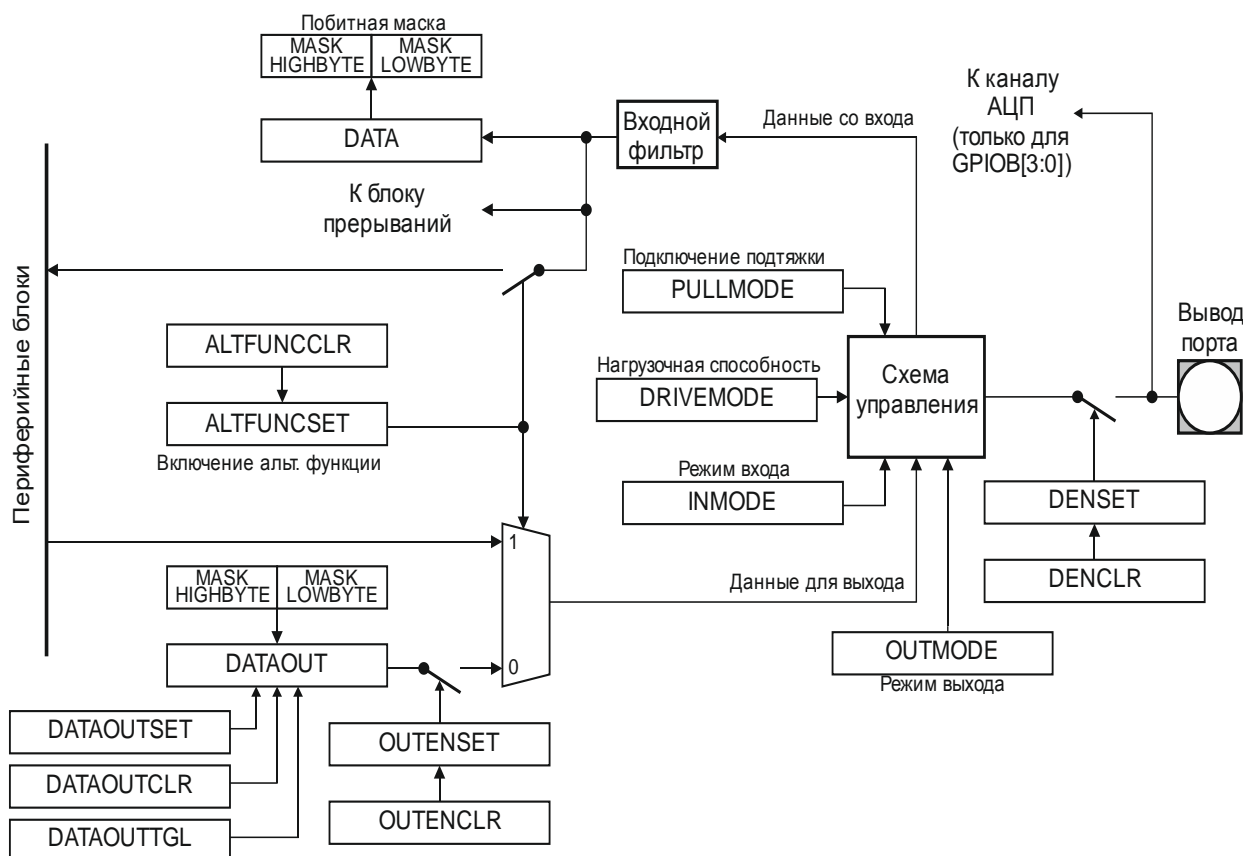 Побитная маска
MASK HIGHBYTE
MASK LOWBYTE
DATA
Входной
фильтр
Данные со входа
К каналу
АЦП
(только для
GPIOB[3:0])
К блоку
прерываний
Подключение подтяжки
PULLMODE
Вывод
порта
Периферийные блоки
ALTFUNCCLR
Нагрузочная способность
DRIVEMODE
Схема
управления
ALTFUNCSET
Включение альт. функции
Режим входа
INMODE
DENSET
1
MASK HIGHBYTE
MASK LOWBYTE
Данные для выхода
DENCLR
DATAOUT
0
OUTMODE
Режим выхода
DATAOUTSET
OUTENSET
DATAOUTCLR
OUTENCLR
DATAOUTTGL